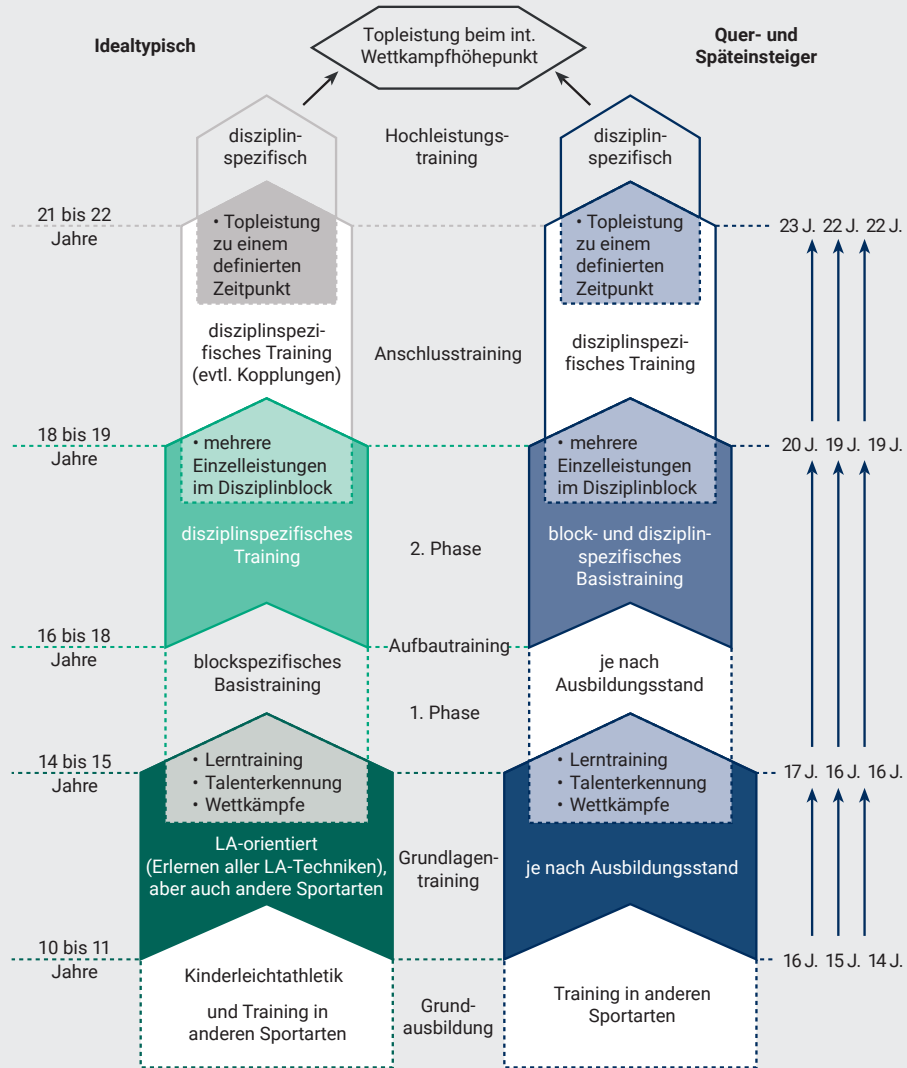 Idealtypisch
Topleistung beim int.
Wettkampfhöhepunkt
Quer- und
Späteinsteiger
disziplin-
spezifisch
Hochleistungs-
training
disziplin-
spezifisch
21 bis 22
Jahre
• Topleistung
zu einem
definierten
Zeitpunkt
• Topleistung
zu einem
definierten
Zeitpunkt
23 J. 22 J. 22 J.
disziplinspezi-
fisches Training
(evtl. Kopplungen)
Anschlusstraining
disziplinspezi-
fisches Training
18 bis 19
Jahre
• mehrere
Einzelleistungen
im Disziplinblock
• mehrere
Einzelleistungen
im Disziplinblock
20 J. 19 J. 19 J.
disziplinspezifisches
Training
2. Phase
block- und disziplin-
spezifisches
Basistraining
16 bis 18
Jahre
Aufbautraining
blockspezifisches
Basistraining
je nach
Ausbildungsstand
1. Phase
14 bis 15
Jahre
• Lerntraining
• Talenterkennung
• Wettkämpfe
• Lerntraining
• Talenterkennung
• Wettkämpfe
17 J. 16 J. 16 J.
LA-orientiert
(Erlernen aller LA-Techniken),
aber auch andere Sportarten
Grundlagen-
training
je nach Ausbildungsstand
10 bis 11
Jahre
16 J. 15 J. 14 J.
Kinderleichtathletik
und Training in
anderen Sportarten
Grund-
ausbildung
Training in anderen
Sportarten